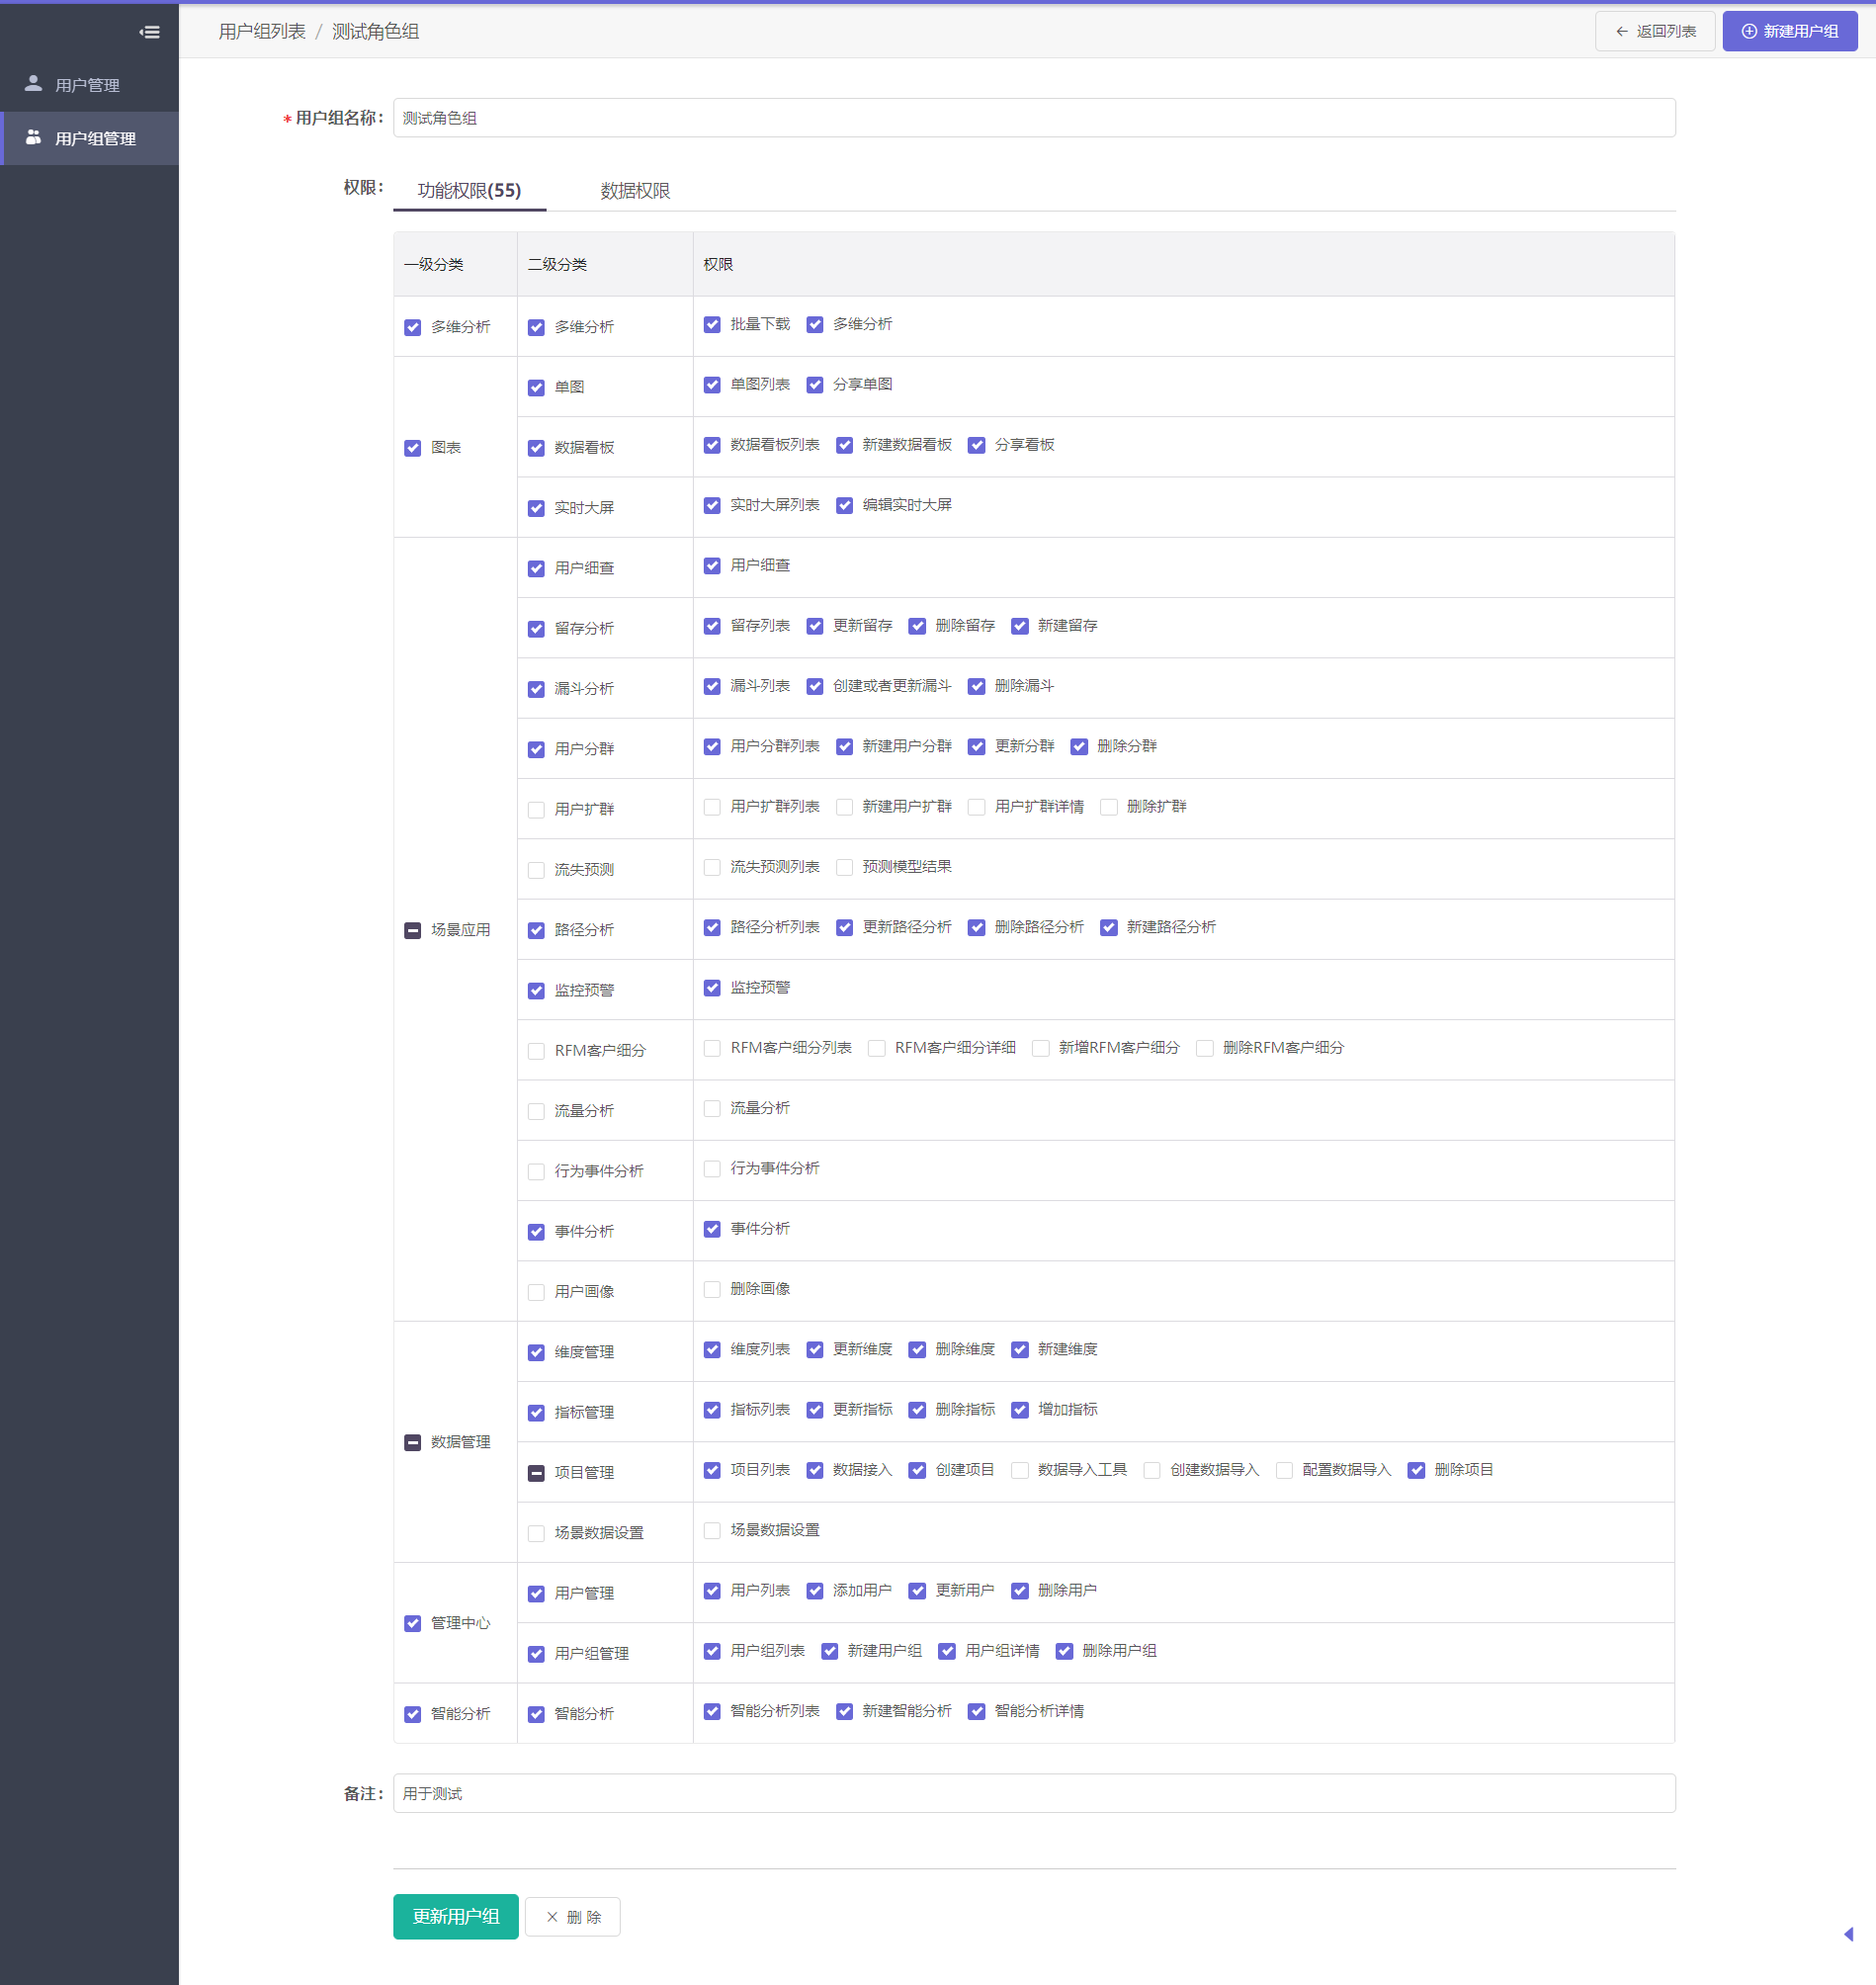 用户组列表 / 测试角色组
返回列表
新建用户组
用户管理
用户组管理
*用户组名称: 测试角色组
权限: 功能权限(55) 数据权限
一级分类 二级分类 权限
多维分析 多维分析 批量下载 多维分析
单图 单图列表 分享单图
图表 数据看板 数据看板列表 新建数据看板 分享看板
实时大屏 实时大屏列表 编辑实时大屏
用户细查 用户细查
留存分析 留存列表 更新留存 删除留存 新建留存
漏斗分析 漏斗列表 创建或者更新漏斗 删除漏斗
用户分群 用户分群列表 新建用户分群 更新分群 删除分群
用户扩群 用户扩群列表 新建用户扩群 用户扩群详情 删除扩群
流失预测 流失预测列表 预测模型结果
场景应用 路径分析 路径分析列表 更新路径分析 删除路径分析 新建路径分析
监控预警 监控预警
RFM客户细分 RFM客户细分列表 RFM客户细分详细 新增RFM客户细分 删除RFM客户细分
流量分析 流量分析
行为事件分析 行为事件分析
事件分析 事件分析
用户画像 删除画像
维度管理 维度列表 更新维度 删除维度 新建维度
指标管理 指标列表 更新指标 删除指标 增加指标
数据管理
项目管理 项目列表 数据接入 创建项目 数据导入工具 创建数据导入 配置数据导入 删除项目
场景数据设置 场景数据设置
用户管理 用户列表 添加用户 更新用户 删除用户
管理中心
用户组管理 用户组列表 新建用户组 用户组详情 删除用户组
智能分析 智能分析 智能分析列表 新建智能分析 智能分析详情
备注: 用于测试
更新用户组 删 除